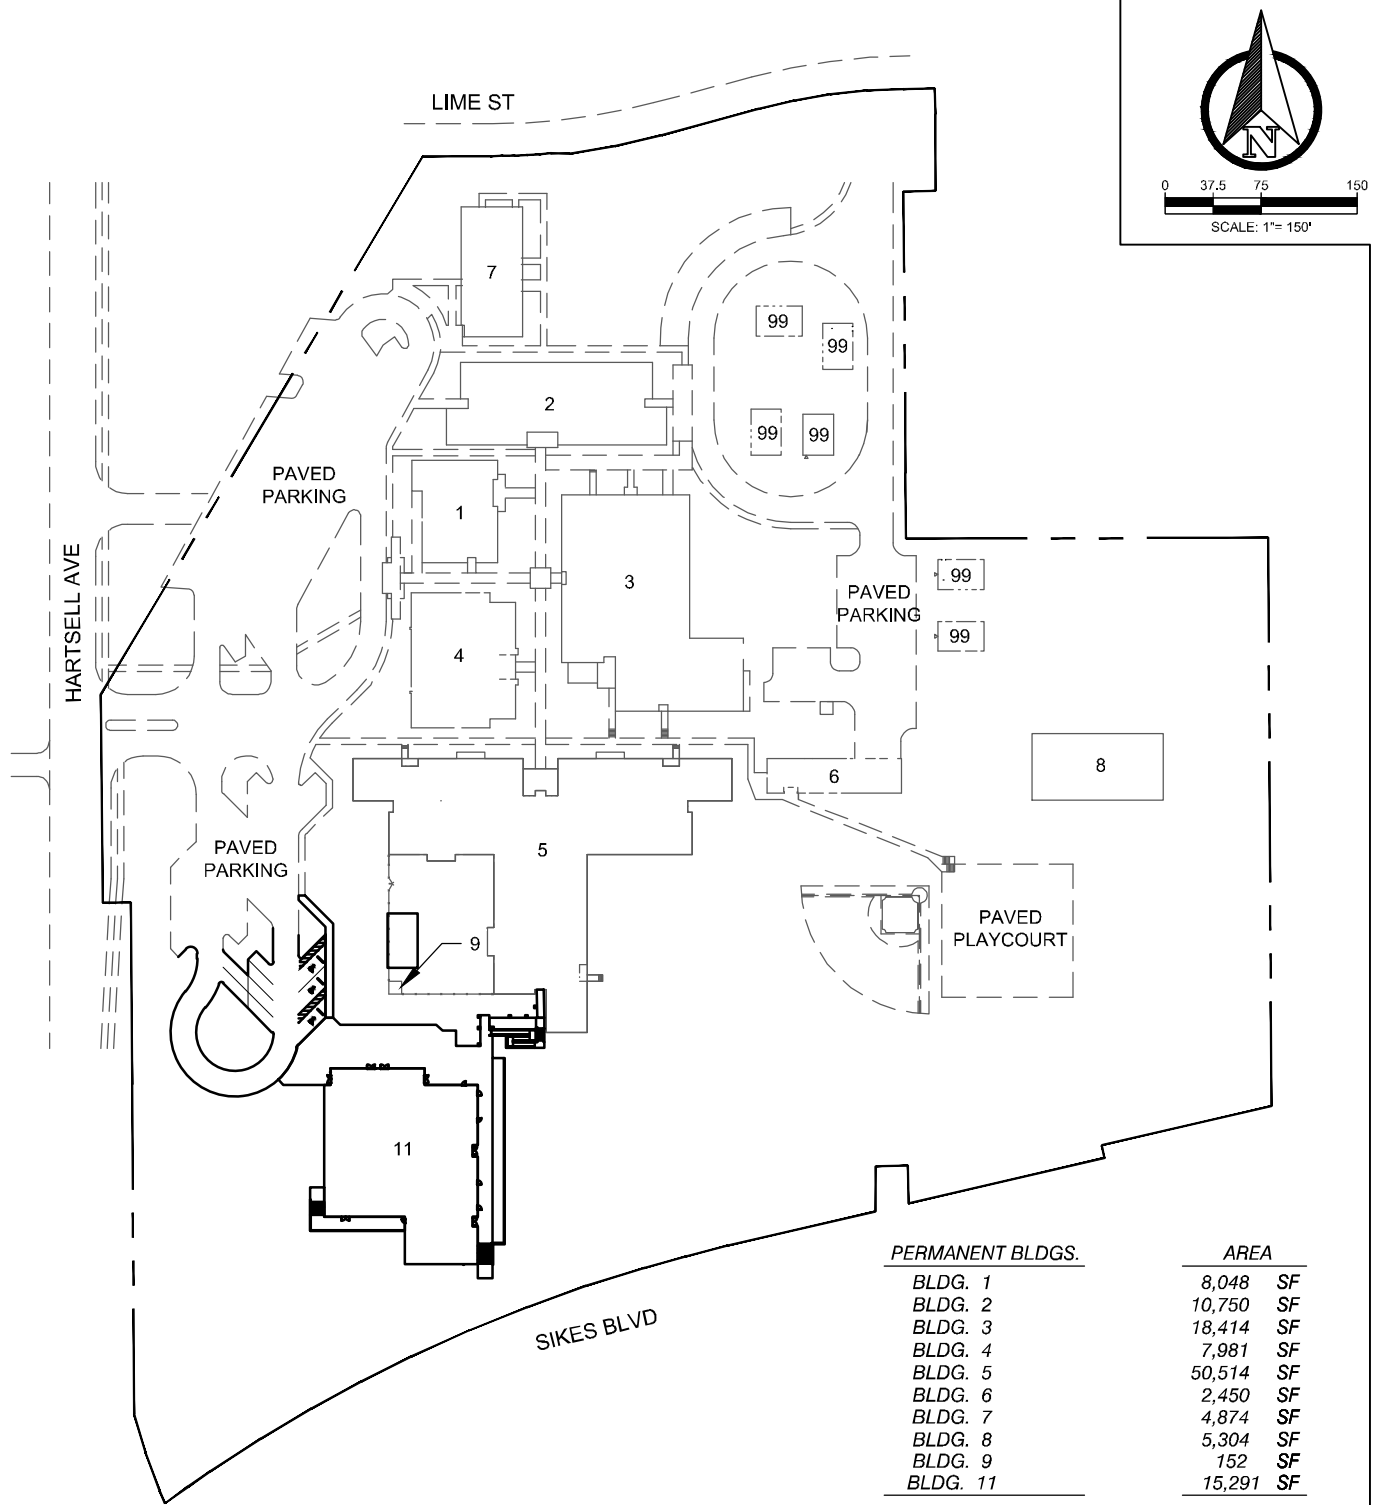 LIME ST
N
0 37.5 75 150
SCALE: 1"= 150'
7
99
99
2
99
99
PAVED
PARKING
1
HARTSELL AVE
3
99
PAVED
PARKING
99
4
6
8
PAVED
PARKING
5
9
PAVED
PLAYCOURT
11
SIKES BLVD
PERMANENT BLDGS. AREA
BLDG. 1 8,048 SF
BLDG. 2 10,750 SF
BLDG. 3 18,414 SF
BLDG. 4 7,981 SF
BLDG. 5 50,514 SF
BLDG. 6 2,450 SF
BLDG. 7 4,874 SF
BLDG. 8 5,304 SF
BLDG. 9 152 SF
BLDG. 11 15,291 SF